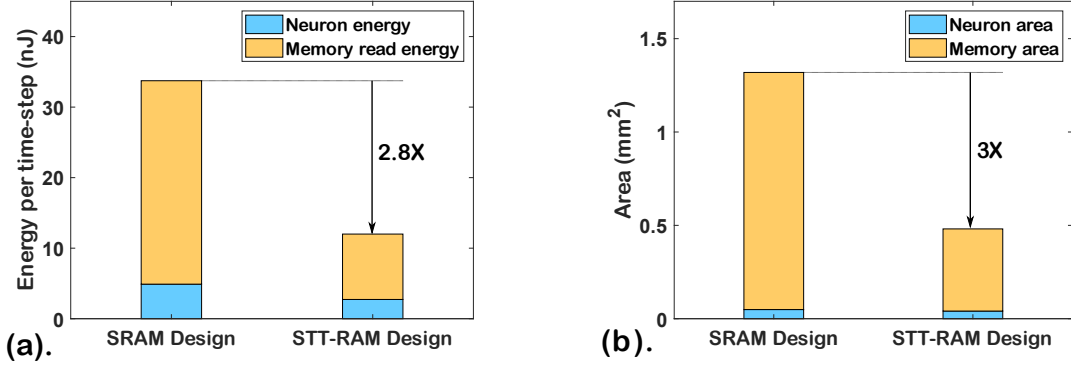 Energy per time-step (nJ)
40
30
20
10
0
Neuron energy
Memory read energy
2.8X
SRAM Design
STT-RAM Design
(a).
Area (mm²)
1.5
1
0.5
0
Neuron area
Memory area
3X
SRAM Design
STT-RAM Design
(b).